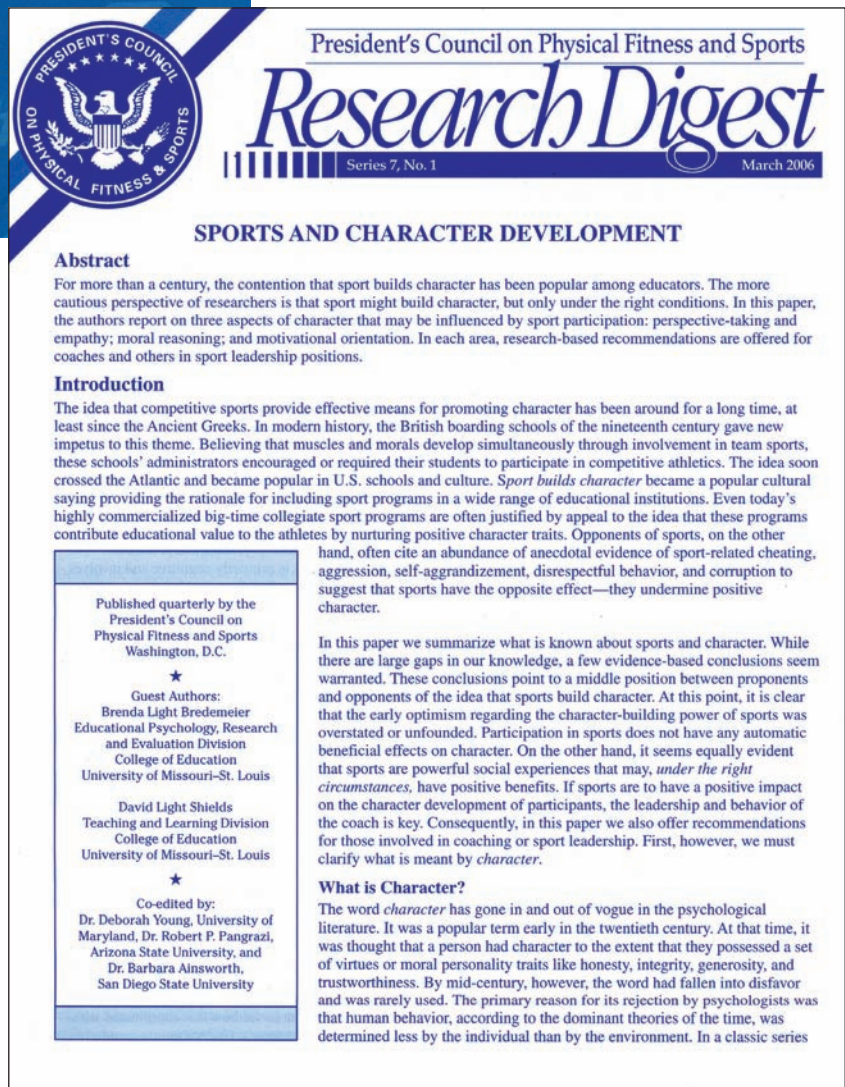 PRESIDENT'S COUNCIL
ON PHYSICAL FITNESS & SPORTS
President's Council on Physical Fitness and Sports
Research Digest
Series 7, No. 1
March 2006
SPORTS AND CHARACTER DEVELOPMENT
Abstract
For more than a century, the contention that sport builds character has been popular among educators. The more
cautious perspective of researchers is that sport might build character, but only under the right conditions. In this paper,
the authors report on three aspects of character that may be influenced by sport participation: perspective-taking and
empathy; moral reasoning; and motivational orientation. In each area, research-based recommendations are offered for
coaches and others in sport leadership positions.
Introduction
The idea that competitive sports provide effective means for promoting character has been around for a long time, at
least since the Ancient Greeks. In modern history, the British boarding schools of the nineteenth century gave new
impetus to this theme. Believing that muscles and morals develop simultaneously through involvement in team sports,
these schools' administrators encouraged or required their students to participate in competitive athletics. The idea soon
crossed the Atlantic and became popular in U.S. schools and culture. Sport builds character became a popular cultural
saying providing the rationale for including sport programs in a wide range of educational institutions. Even today's
highly commercialized big-time collegiate sport programs are often justified by appeal to the idea that these programs
contribute educational value to the athletes by nurturing positive character traits. Opponents of sports, on the other
hand, often cite an abundance of anecdotal evidence of sport-related cheating,
aggression, self-aggrandizement, disrespectful behavior, and corruption to
suggest that sports have the opposite effect—they undermine positive
character.
In this paper we summarize what is known about sports and character. While
there are large gaps in our knowledge, a few evidence-based conclusions seem
warranted. These conclusions point to a middle position between proponents
and opponents of the idea that sports build character. At this point, it is clear
that the early optimism regarding the character-building power of sports was
overstated or unfounded. Participation in sports does not have any automatic
beneficial effects on character. On the other hand, it seems equally evident
that sports are powerful social experiences that may, under the right
circumstances, have positive benefits. If sports are to have a positive impact
on the character development of participants, the leadership and behavior of
the coach is key. Consequently, in this paper we also offer recommendations
for those involved in coaching or sport leadership. First, however, we must
clarify what is meant by character.
What is Character?
The word character has gone in and out of vogue in the psychological
literature. It was a popular term early in the twentieth century. At that time, it
was thought that a person had character to the extent that they possessed a set
of virtues or moral personality traits like honesty, integrity, generosity, and
trustworthiness. By mid-century, however, the word had fallen into disfavor
and was rarely used. The primary reason for its rejection by psychologists was
that human behavior, according to the dominant theories of the time, was
determined less by the individual than by the environment. In a classic series
Published quarterly by the
President's Council on
Physical Fitness and Sports
Washington, D.C.
★
Guest Authors:
Brenda Light Bredemeier
Educational Psychology, Research
and Evaluation Division
College of Education
University of Missouri–St. Louis
David Light Shields
Teaching and Learning Division
College of Education
University of Missouri–St. Louis
★
Co-edited by:
Dr. Deborah Young, University of
Maryland, Dr. Robert P. Pangrazi,
Arizona State University, and
Dr. Barbara Ainsworth,
San Diego State University